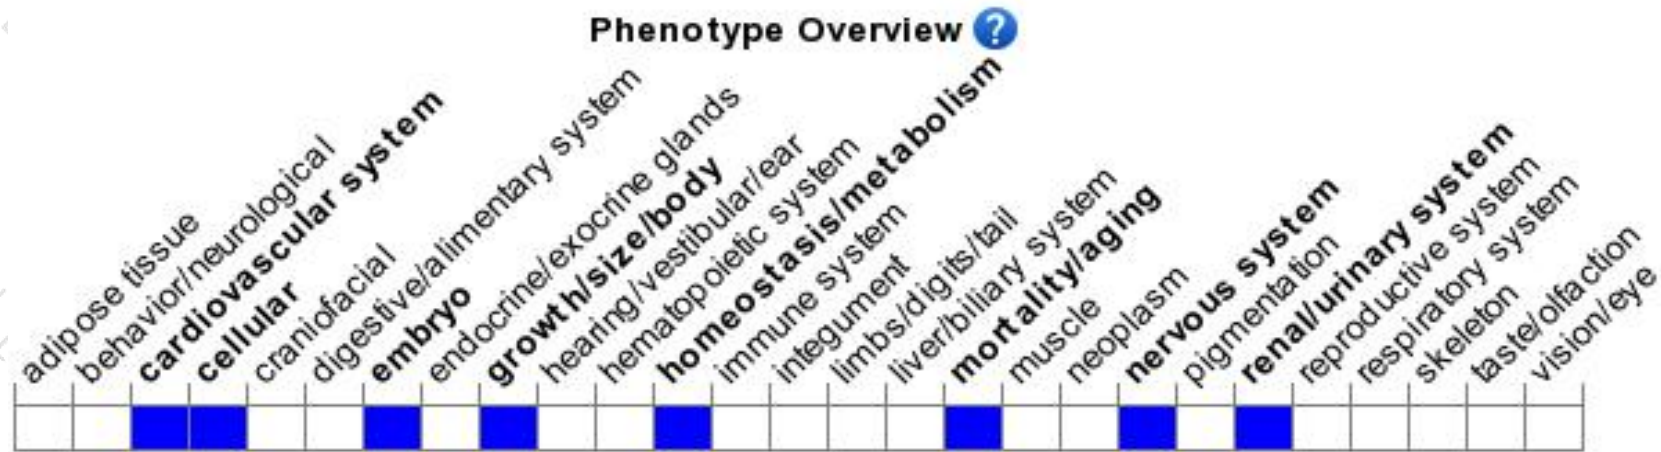 Phenotype Overview ?
adipose tissue
behavior/neurological
cardiovascular system
cellular
craniofacial
digestive/alimentary system
embryo
endocrine/exocrine glands
growth/size/body
hearing/vestibular/ear
hematopoietic system
homeostasis/metabolism
immune system
integument
limbs/digits/tail
liver/biliary system
mortality/aging
muscle
neoplasm
nervous system
pigmentation
renal/urinary system
reproductive system
respiratory system
skeleton
taste/olfaction
vision/eye